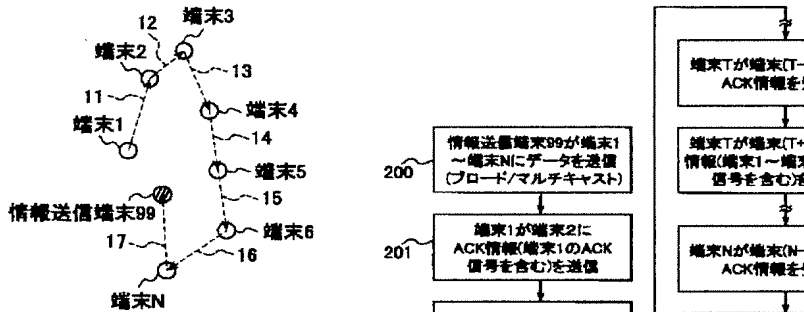 12
端末3
端末2
13
11
端末4
端末1
14
端末5
情報送信端末99
15
端末6
17
16
端末N
200
情報送信端末99が端末1
～端末Nにデータを送信
(ブロード/マルチキャスト)
201
端末1が端末2に
ACK情報(端末1のACK
信号を含む)を送信
端末Tが端末(T-
ACK情報を
端末Tが端末(T+
情報(端末1～端末
信号を含む)を
端末Nが端末(N-
ACK情報を